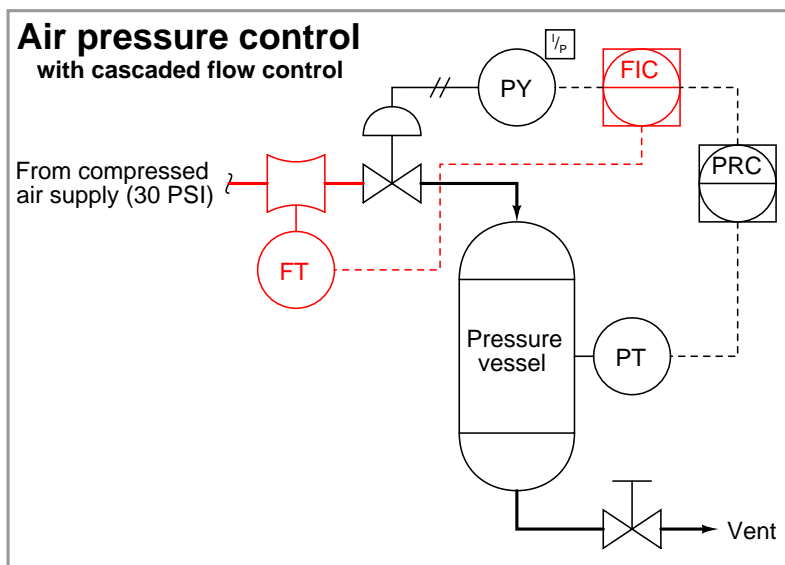 Air pressure control
with cascaded flow control
I/P
PY
FIC
From compressed
air supply (30 PSI)
PRC
FT
Pressure
vessel
PT
Vent